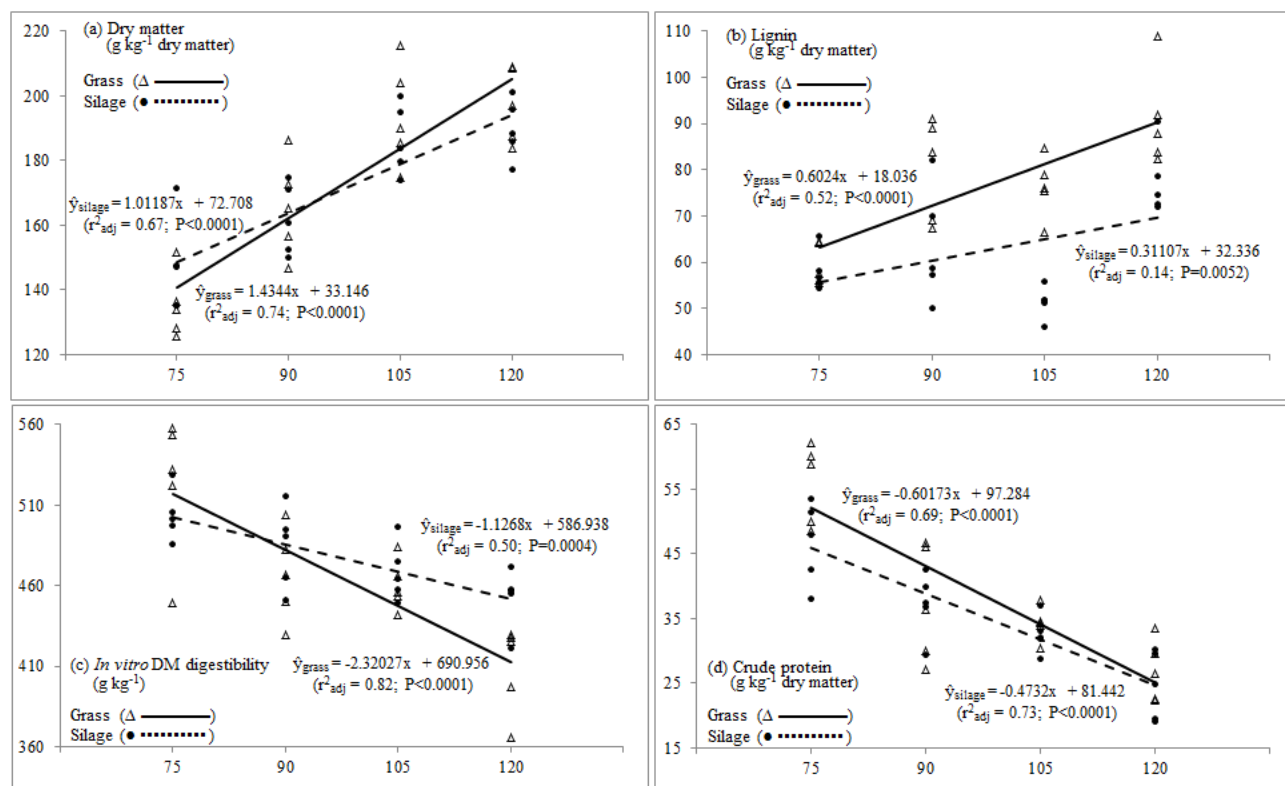 (a) Dry matter
(g kg⁻¹ dry matter)
Grass (Δ ———)
Silage (● ▪▪▪▪▪▪▪▪▪)
220
200
180
160
140
120
ŷsilage = 1.01187x + 72.708
(r²adj = 0.67; P<0.0001)
ŷgrass = 1.4344x + 33.146
(r²adj = 0.74; P<0.0001)
75 90 105 120
(b) Lignin
(g kg⁻¹ dry matter)
Grass (Δ ———)
Silage (● ▪▪▪▪▪▪▪▪▪)
110
100
90
80
70
60
50
40
ŷgrass = 0.6024x + 18.036
(r²adj = 0.52; P<0.0001)
ŷsilage = 0.31107x + 32.336
(r²adj = 0.14; P=0.0052)
75 90 105 120
560
510
460
410
360
ŷsilage = -1.1268x + 586.938
(r²adj = 0.50; P=0.0004)
(c) In vitro DM digestibility
(g kg⁻¹)
ŷgrass = -2.32027x + 690.956
(r²adj = 0.82; P<0.0001)
Grass (Δ ———)
Silage (● ▪▪▪▪▪▪▪▪▪)
75 90 105 120
65
55
45
35
25
15
ŷgrass = -0.60173x + 97.284
(r²adj = 0.69; P<0.0001)
(d) Crude protein
(g kg⁻¹ dry matter)
ŷsilage = -0.4732x + 81.442
(r²adj = 0.73; P<0.0001)
Grass (Δ ———)
Silage (● ▪▪▪▪▪▪▪▪▪)
75 90 105 120